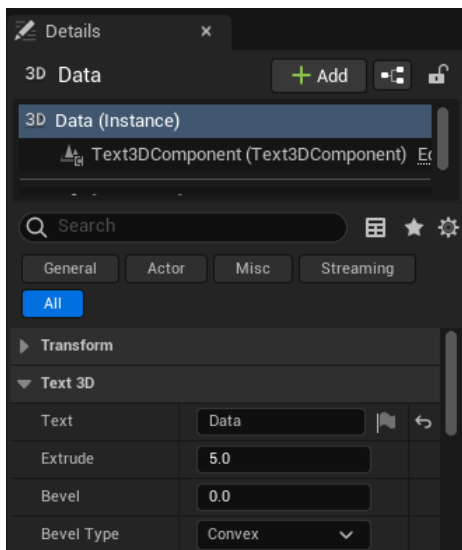 Details
3D Data
+ Add
3D Data (Instance)
Text3DComponent (Text3DComponent)
Search
General Actor Misc Streaming
All
Transform
Text 3D
Text Data
Extrude 5.0
Bevel 0.0
Bevel Type Convex